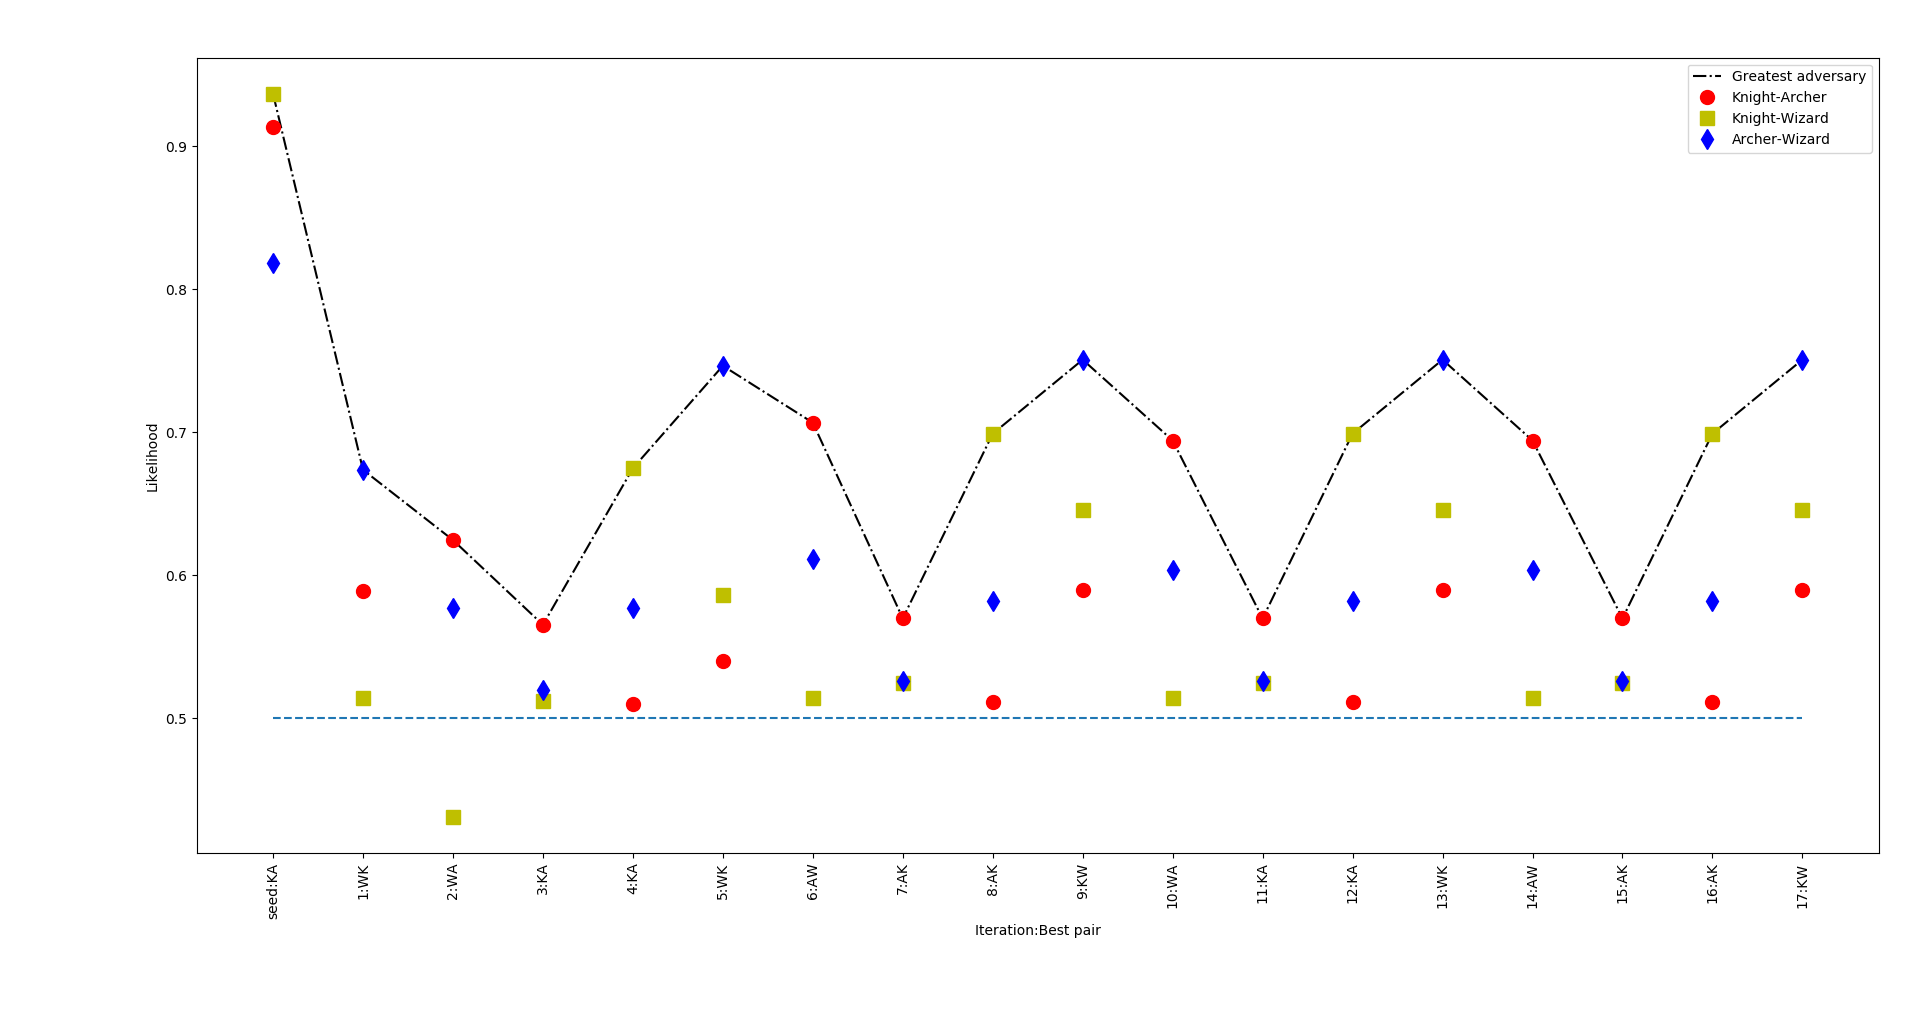 Greatest adversary
Knight-Archer
Knight-Wizard
Archer-Wizard
Likelihood
0.9
0.8
0.7
0.6
0.5
seed:KA
1:WK
2:WA
3:KA
4:KA
5:WK
6:AW
7:AK
8:AK
9:KW
10:WA
11:KA
12:KA
13:WK
14:AW
15:AK
16:AK
17:KW
Iteration:Best pair